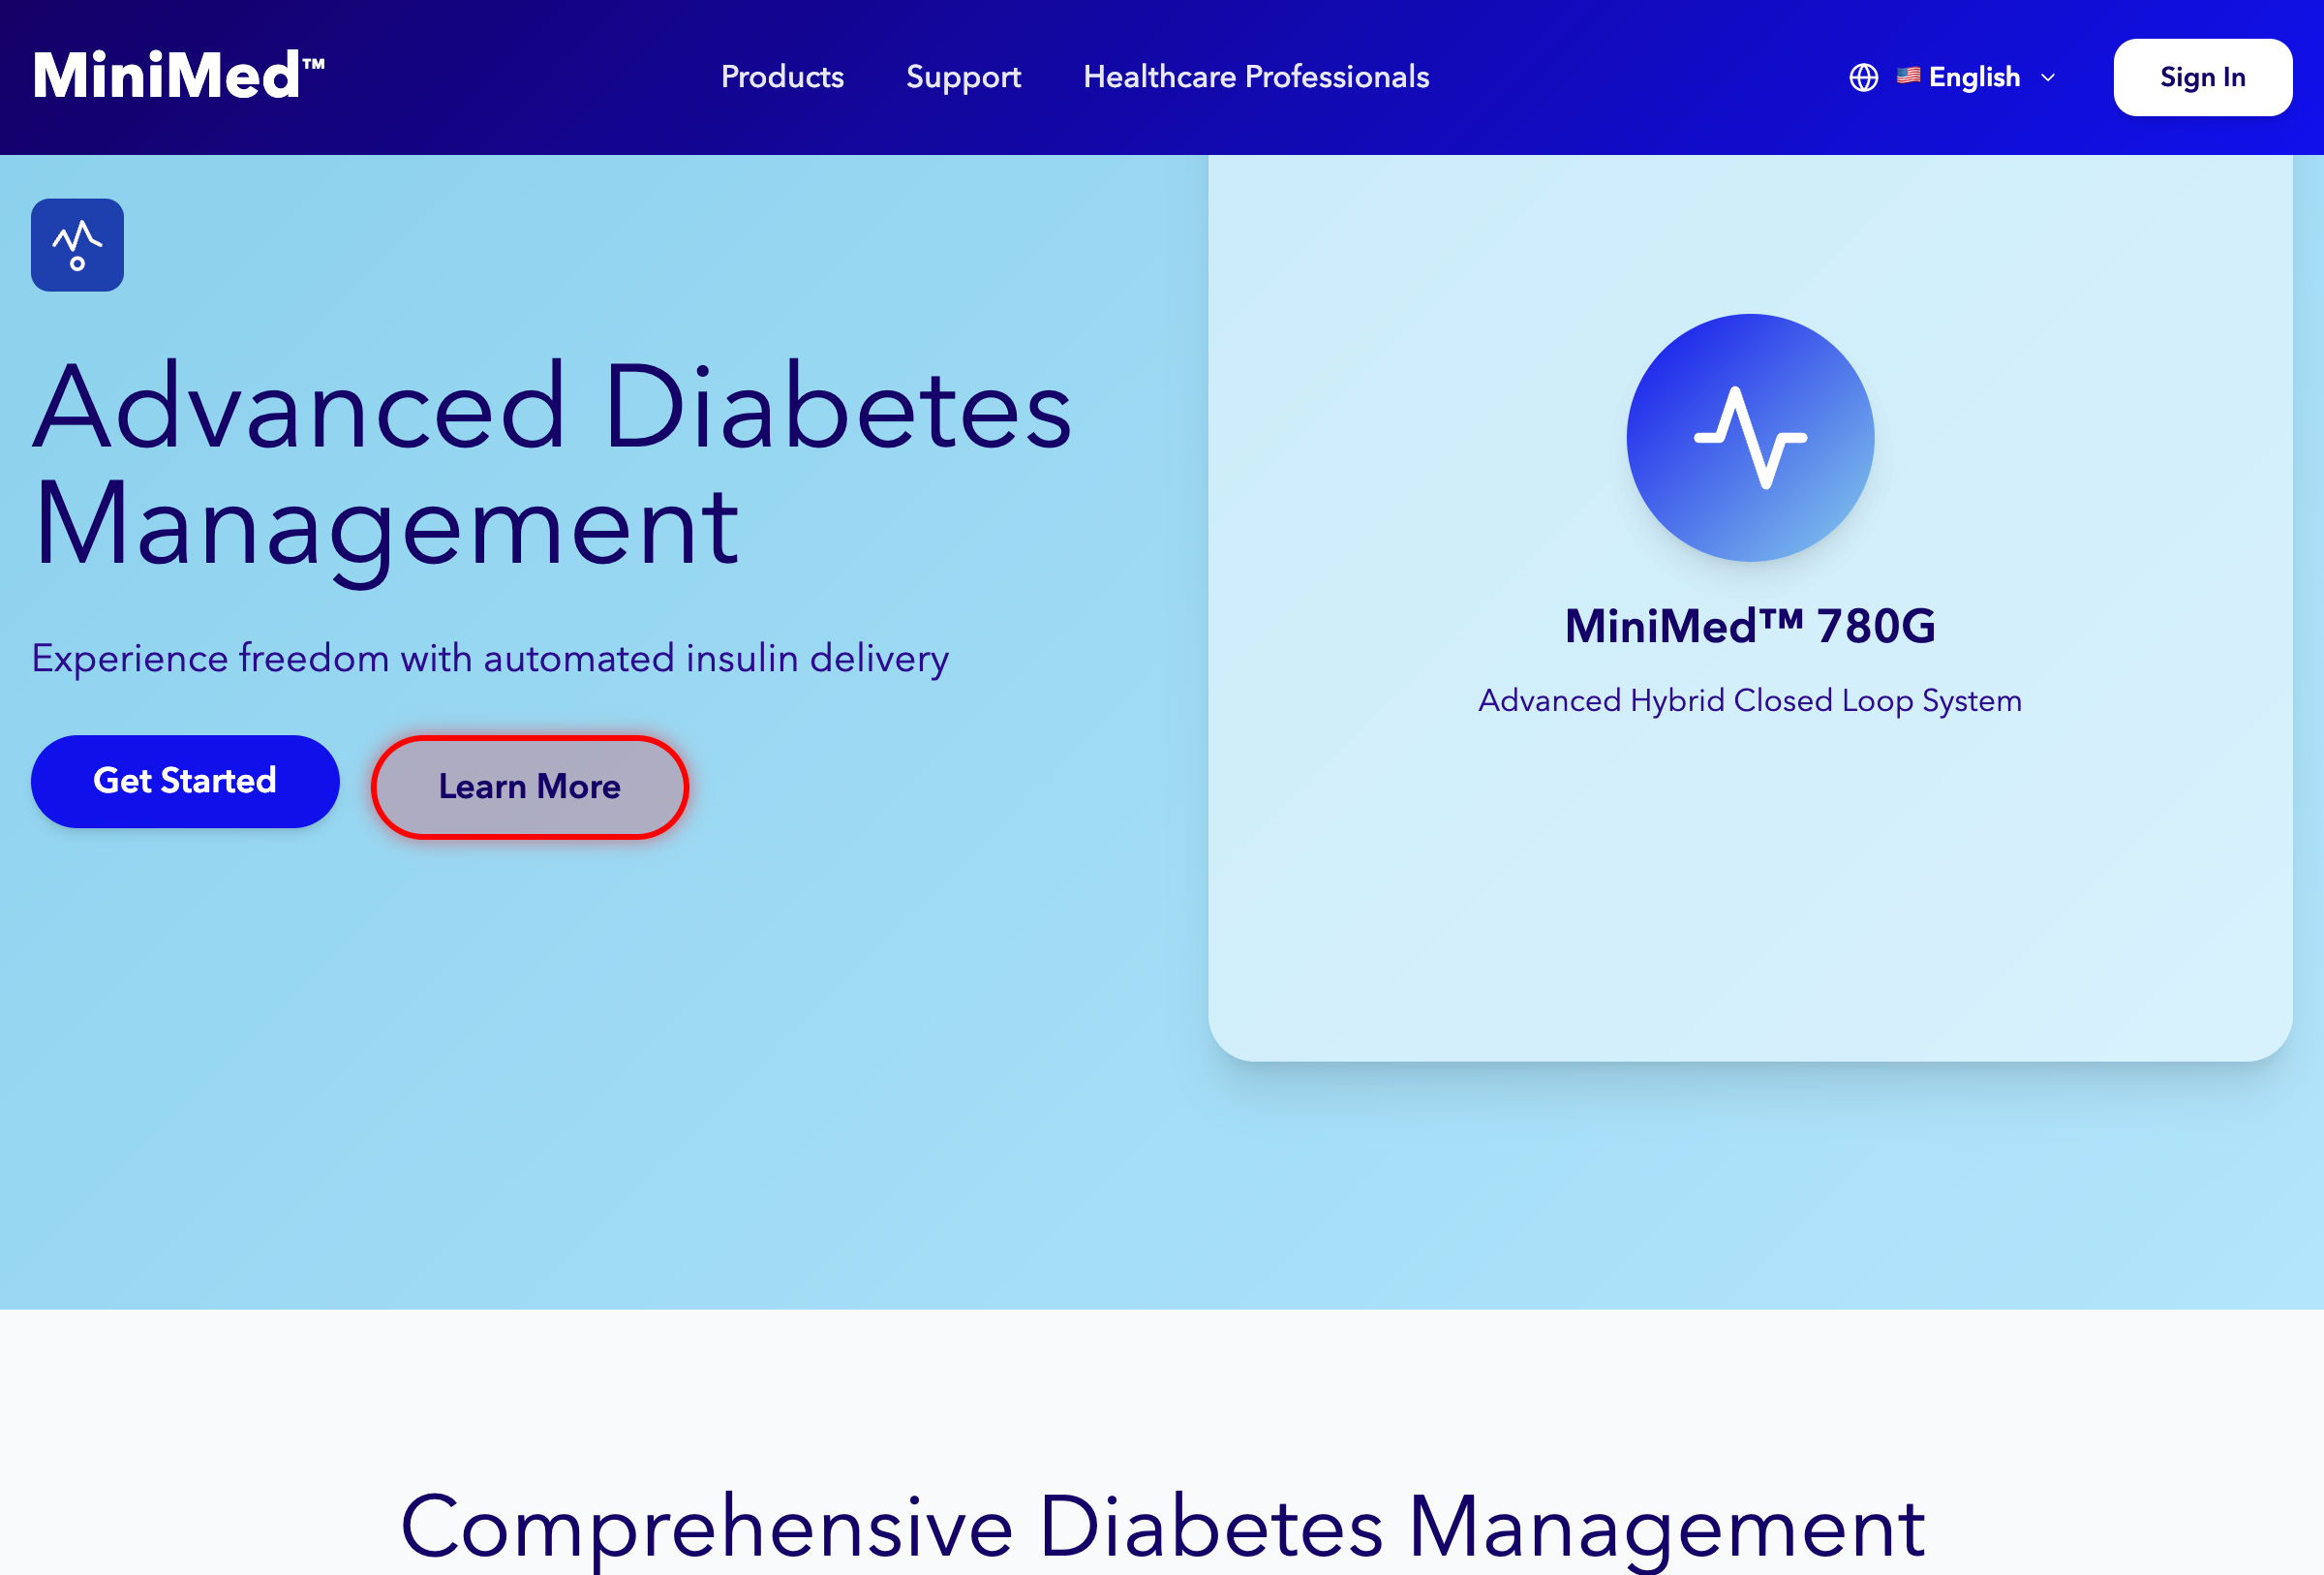 MiniMed™
Products
Support
Healthcare Professionals
🇺🇸 English
Sign In
Advanced Diabetes
Management
Experience freedom with automated insulin delivery
Get Started
Learn More
MiniMed™ 780G
Advanced Hybrid Closed Loop System
Comprehensive Diabetes Management